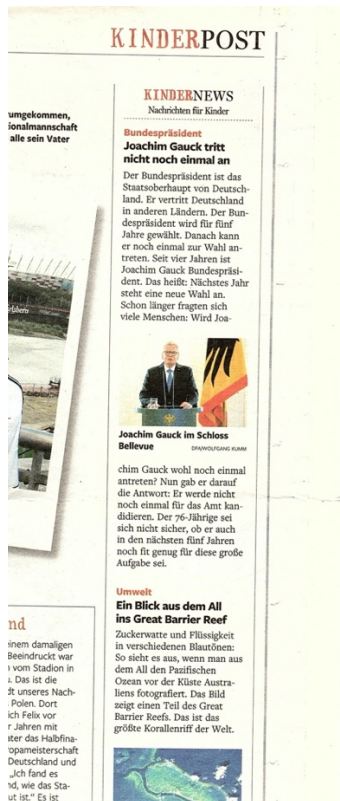 KINDERPOST
umgekommen,
ionalmannschaft
alle sein Vater
KINDERNEWS
Nachrichten für Kinder
Bundespräsident
Joachim Gauck tritt
nicht noch einmal an
Der Bundespräsident ist das
Staatsoberhaupt von Deutsch-
land. Er vertritt Deutschland
in anderen Ländern. Der Bun-
despräsident wird für fünf
Jahre gewählt. Danach kann
er noch einmal zur Wahl an-
treten. Seit vier Jahren ist
Joachim Gauck Bundespräsi-
dent. Das heißt: Nächstes Jahr
steht eine neue Wahl an.
Schon länger fragten sich
viele Menschen: Wird Joa-
Joachim Gauck im Schloss
Bellevue
DPA/WOLFGANG KUMM
chim Gauck wohl noch einmal
antreten? Nun gab er darauf
die Antwort: Er werde nicht
noch einmal für das Amt kan-
didieren. Der 76-Jährige sei
sich nicht sicher, ob er auch
in den nächsten fünf Jahren
noch fit genug für diese große
Aufgabe sei.
Umwelt
Ein Blick aus dem All
ins Great Barrier Reef
Zuckerwatte und Flüssigkeit
in verschiedenen Blautönen:
So sieht es aus, wenn man aus
dem All den Pazifischen
Ozean vor der Küste Austra-
liens fotografiert. Das Bild
zeigt einen Teil des Great
Barrier Reefs. Das ist das
größte Korallenriff der Welt.
nd
einem damaligen
Beeindruckt war
vom Stadion in
u. Das ist die
dt unseres Nach-
Polen. Dort
ich Felix vor
r Jahren mit
ater das Halbfina-
ropameisterschaft
Deutschland und
„Ich fand es
nd, wie das Sta-
ut ist.“ Es ist